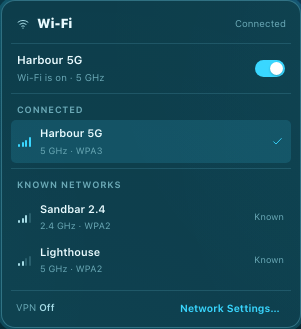 Wi-Fi Connected
Harbour 5G
Wi-Fi is on · 5 GHz
CONNECTED
Harbour 5G
5 GHz · WPA3
KNOWN NETWORKS
Sandbar 2.4
2.4 GHz · WPA2 Known
Lighthouse
5 GHz · WPA2 Known
VPN Off Network Settings...